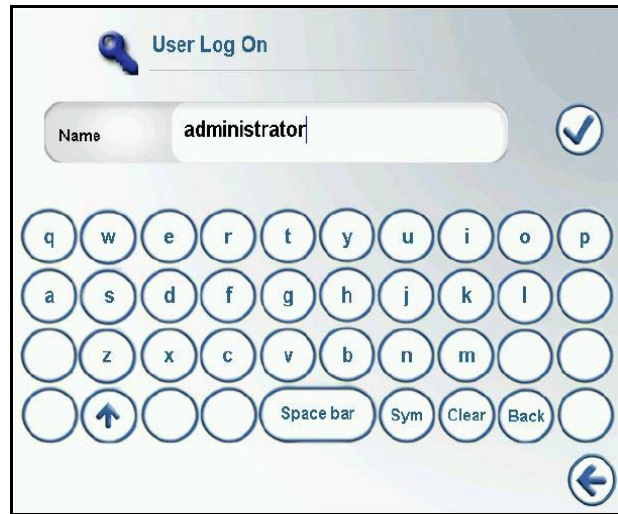 User Log On
Name administrator
q w e r t y u i o p
a s d f g h j k l
z x c v b n m
Space bar Sym Clear Back